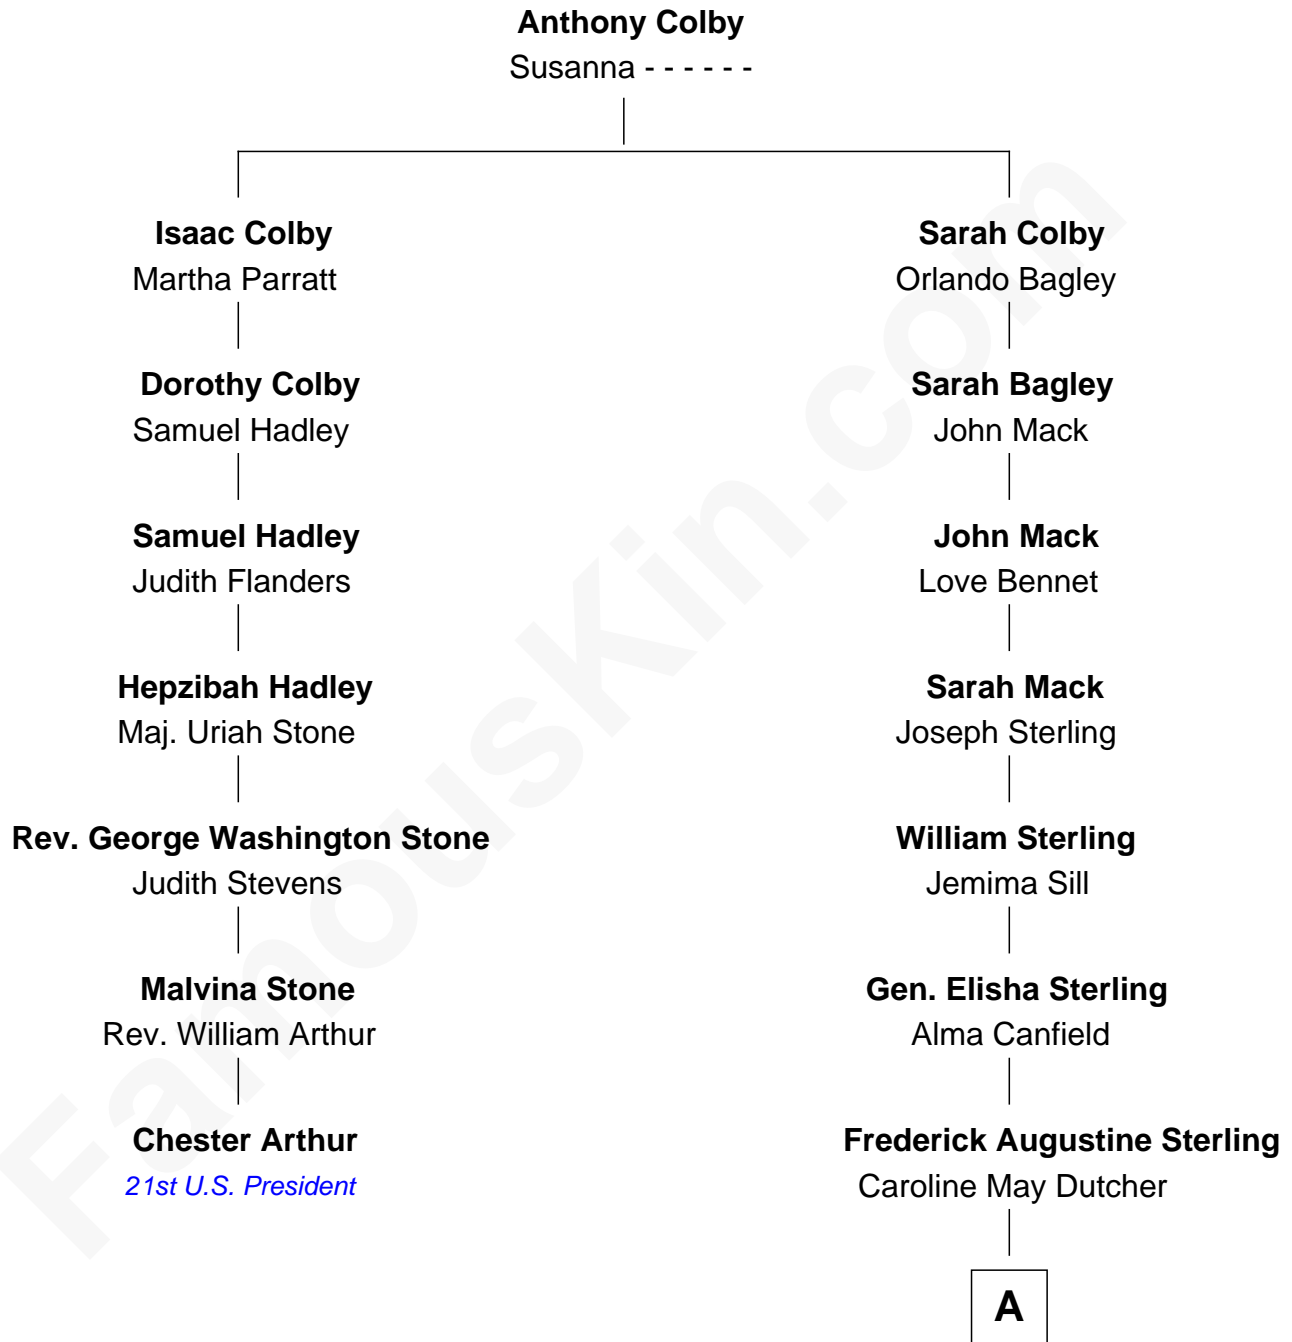 Anthony Colby
Susanna - - - - - -
Isaac Colby
Martha Parratt
Sarah Colby
Orlando Bagley
Dorothy Colby
Samuel Hadley
Sarah Bagley
John Mack
Samuel Hadley
Judith Flanders
John Mack
Love Bennet
Hepzibah Hadley
Maj. Uriah Stone
Sarah Mack
Joseph Sterling
Rev. George Washington Stone
Judith Stevens
William Sterling
Jemima Sill
Malvina Stone
Rev. William Arthur
Gen. Elisha Sterling
Alma Canfield
Chester Arthur
21st U.S. President
Frederick Augustine Sterling
Caroline May Dutcher
A
FamousKin.com